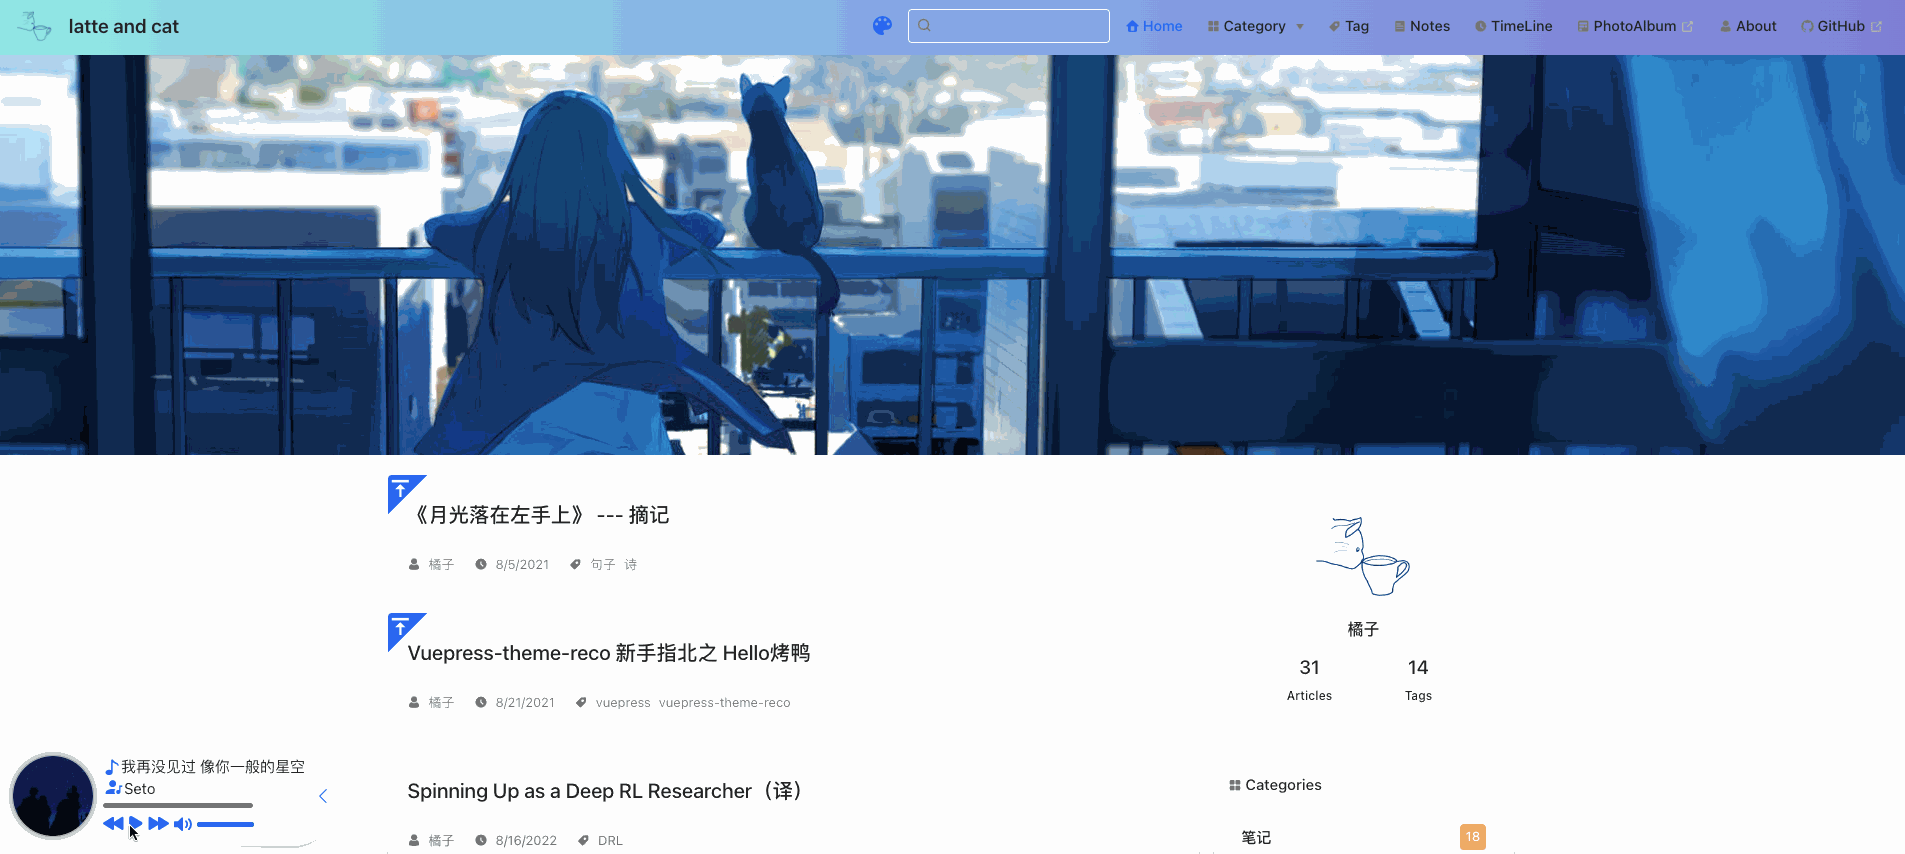 latte and cat
Home Category Tag Notes TimeLine PhotoAlbum About GitHub
《月光落在左手上》 --- 摘记
橘子 8/5/2021 句子 诗
Vuepress-theme-reco 新手指北之 Hello烤鸭
橘子 8/21/2021 vuepress vuepress-theme-reco
Spinning Up as a Deep RL Researcher（译）
橘子 8/16/2022 DRL
橘子
31 14
Articles Tags
Categories
笔记 18
我再没见过 像你一般的星空
Seto